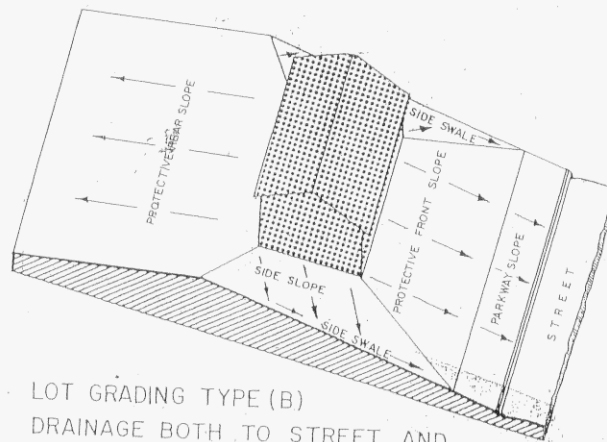 PROTECTIVE REAR SLOPE
SIDE SWALE
PROTECTIVE FRONT SLOPE
PARKWAY SLOPE
STREET
SIDE SLOPE
SIDE SWALE
LOT GRADING TYPE (B)
DRAINAGE BOTH TO STREET AND